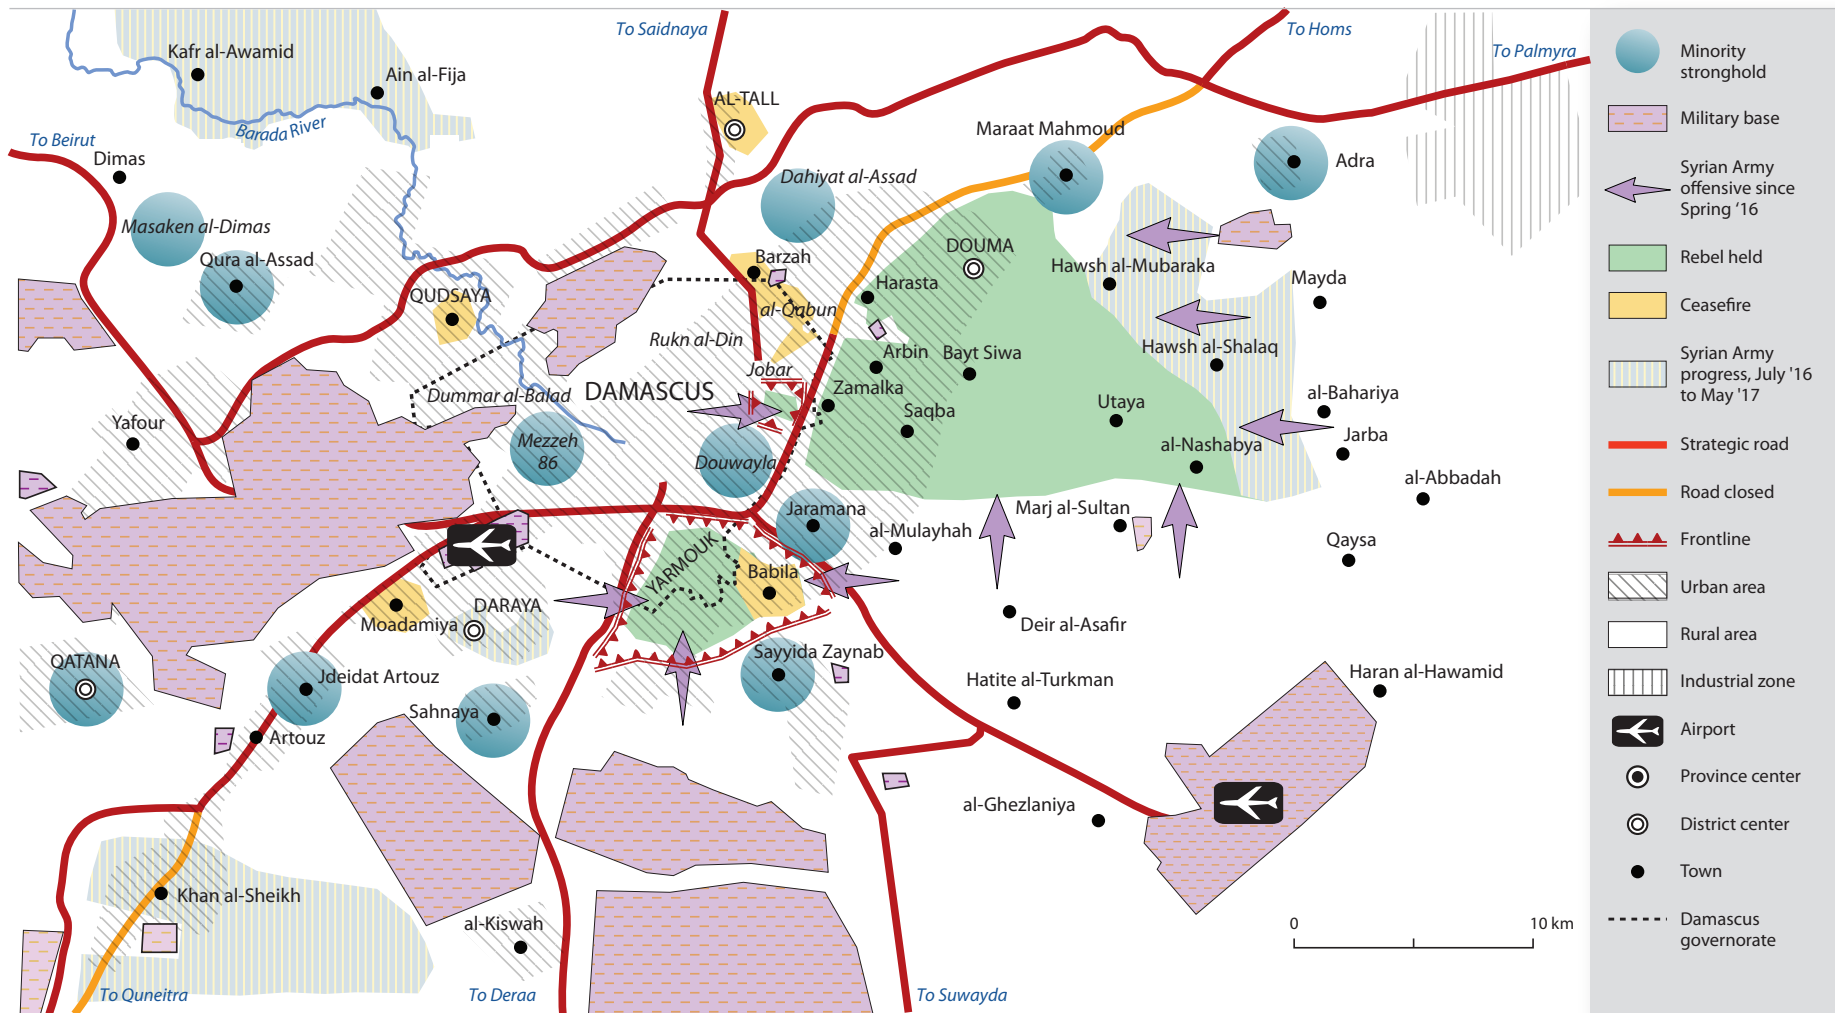 To Saidnaya
To Homs
To Palmyra
Kafr al-Awamid
Ain al-Fija
AL-TALL
Barada River
To Beirut
Dimas
Maraat Mahmoud
Adra
Dahiyat al-Assad
Masaken al-Dimas
Qura al-Assad
DOUMA
Barzah
Hawsh al-Mubaraka
Mayda
QUDSAYA
Harasta
al-Qabun
Rukn al-Din
Arbin
Bayt Siwa
Hawsh al-Shalaq
Jobar
Dummar al-Balad
DAMASCUS
Zamalka
Saqba
Utaya
al-Bahariya
Yafour
Mezzeh
86
Douwayla
al-Nashabya
Jarba
al-Abbadah
Jaramana
al-Mulayhah
Marj al-Sultan
Qaysa
YARMOUK
Babila
DARAYA
Moadamiya
Deir al-Asafir
QATANA
Jdeidat Artouz
Sayyida Zaynab
Hatite al-Turkman
Haran al-Hawamid
Sahnaya
Artouz
al-Ghezlaniya
Khan al-Sheikh
al-Kiswah
0
10 km
To Quneitra
To Deraa
To Suwayda
Minority
stronghold
Military base
Syrian Army
offensive since
Spring ‘16
Rebel held
Ceasefire
Syrian Army
progress, July '16
to May '17
Strategic road
Road closed
Frontline
Urban area
Rural area
Industrial zone
Airport
Province center
District center
Town
Damascus
governorate